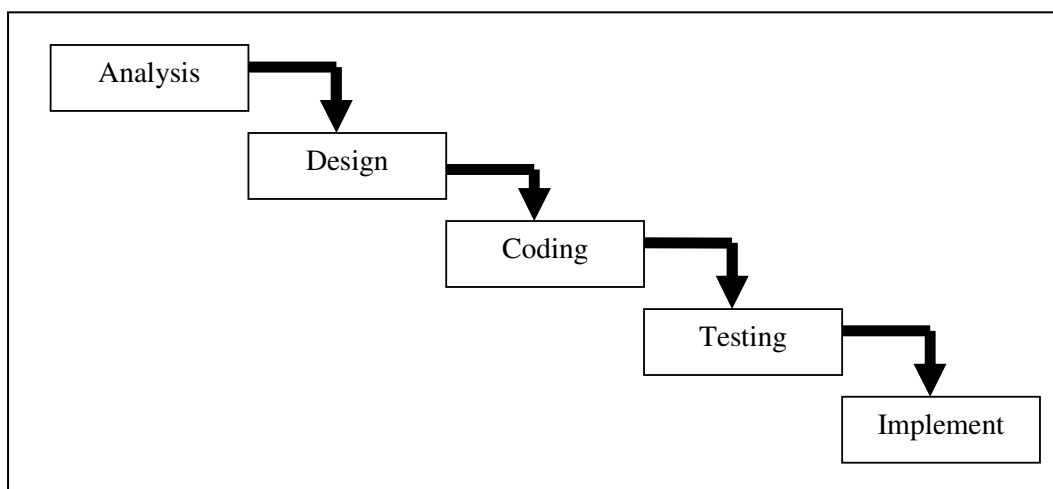 Analysis
Design
Coding
Testing
Implement